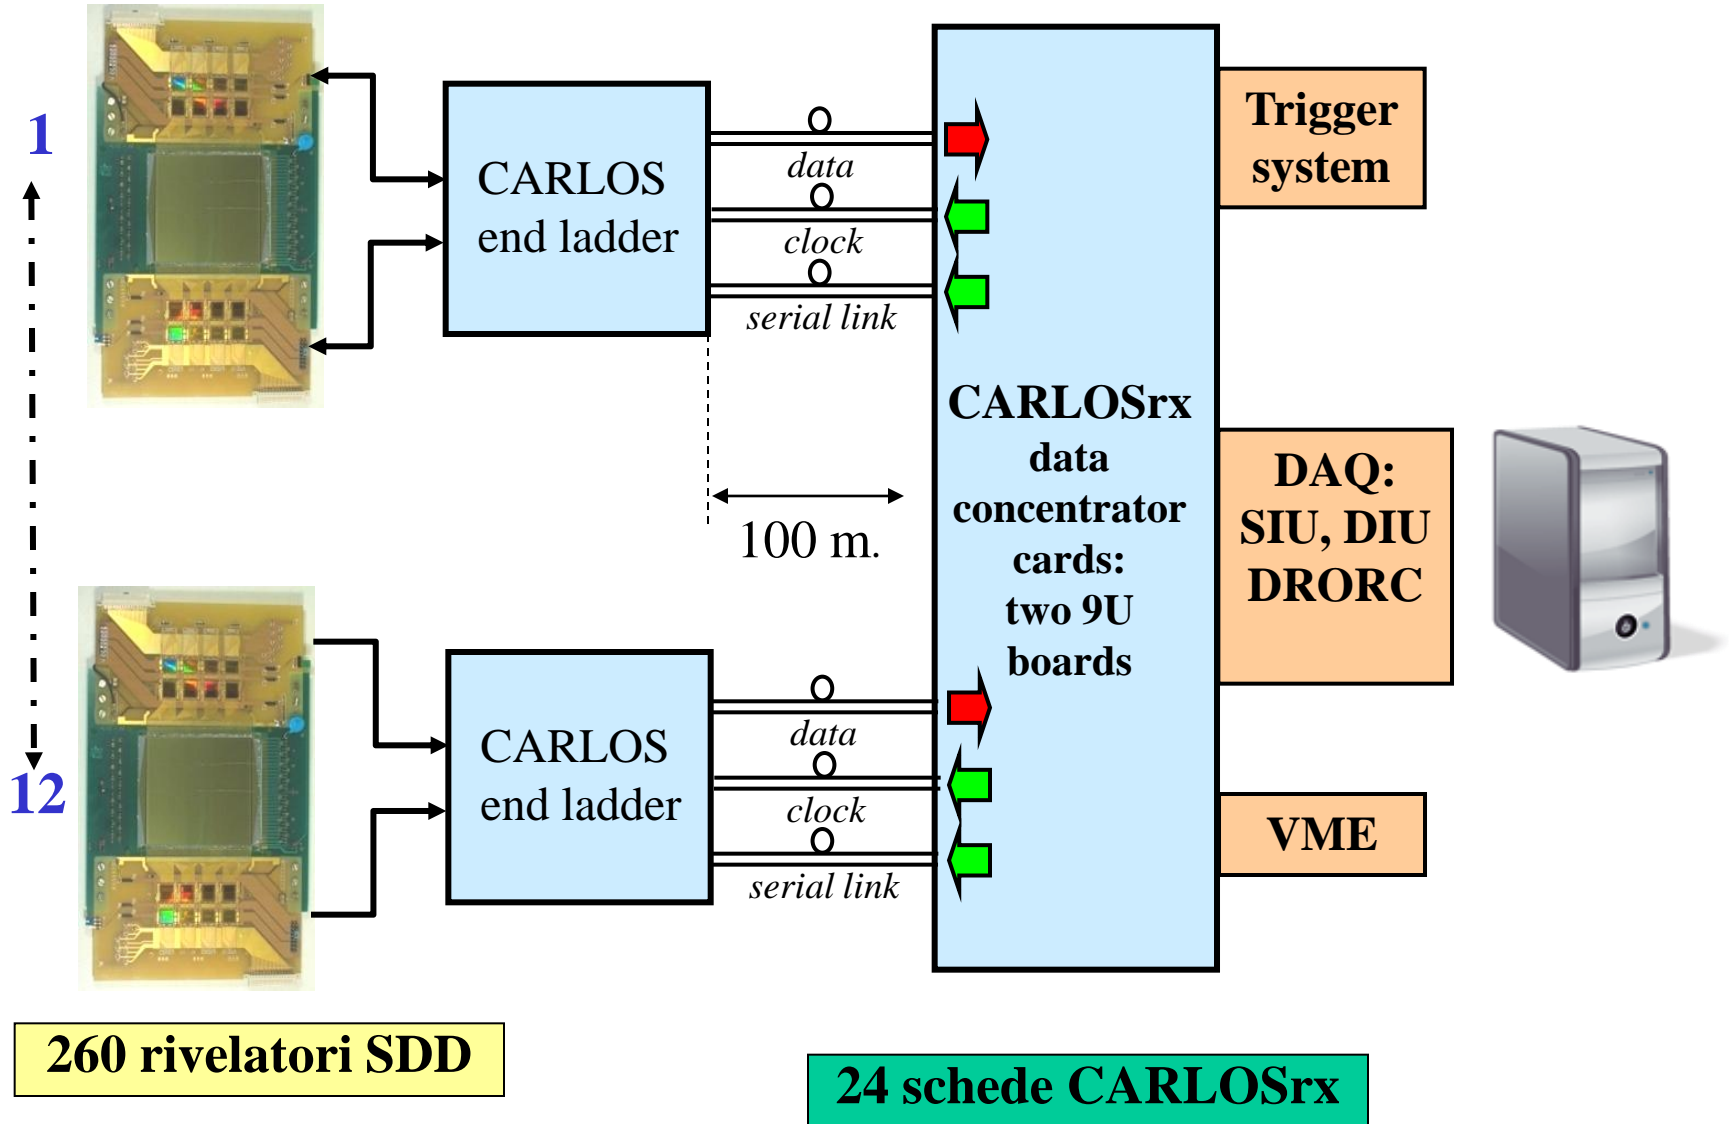 1
12
CARLOS
end ladder
data
clock
serial link
100 m.
CARLOS
end ladder
data
clock
serial link
CARLOSrx
data
concentrator
cards:
two 9U
boards
Trigger
system
DAQ:
SIU, DIU
DRORC
VME
260 rivelatori SDD
24 schede CARLOSrx